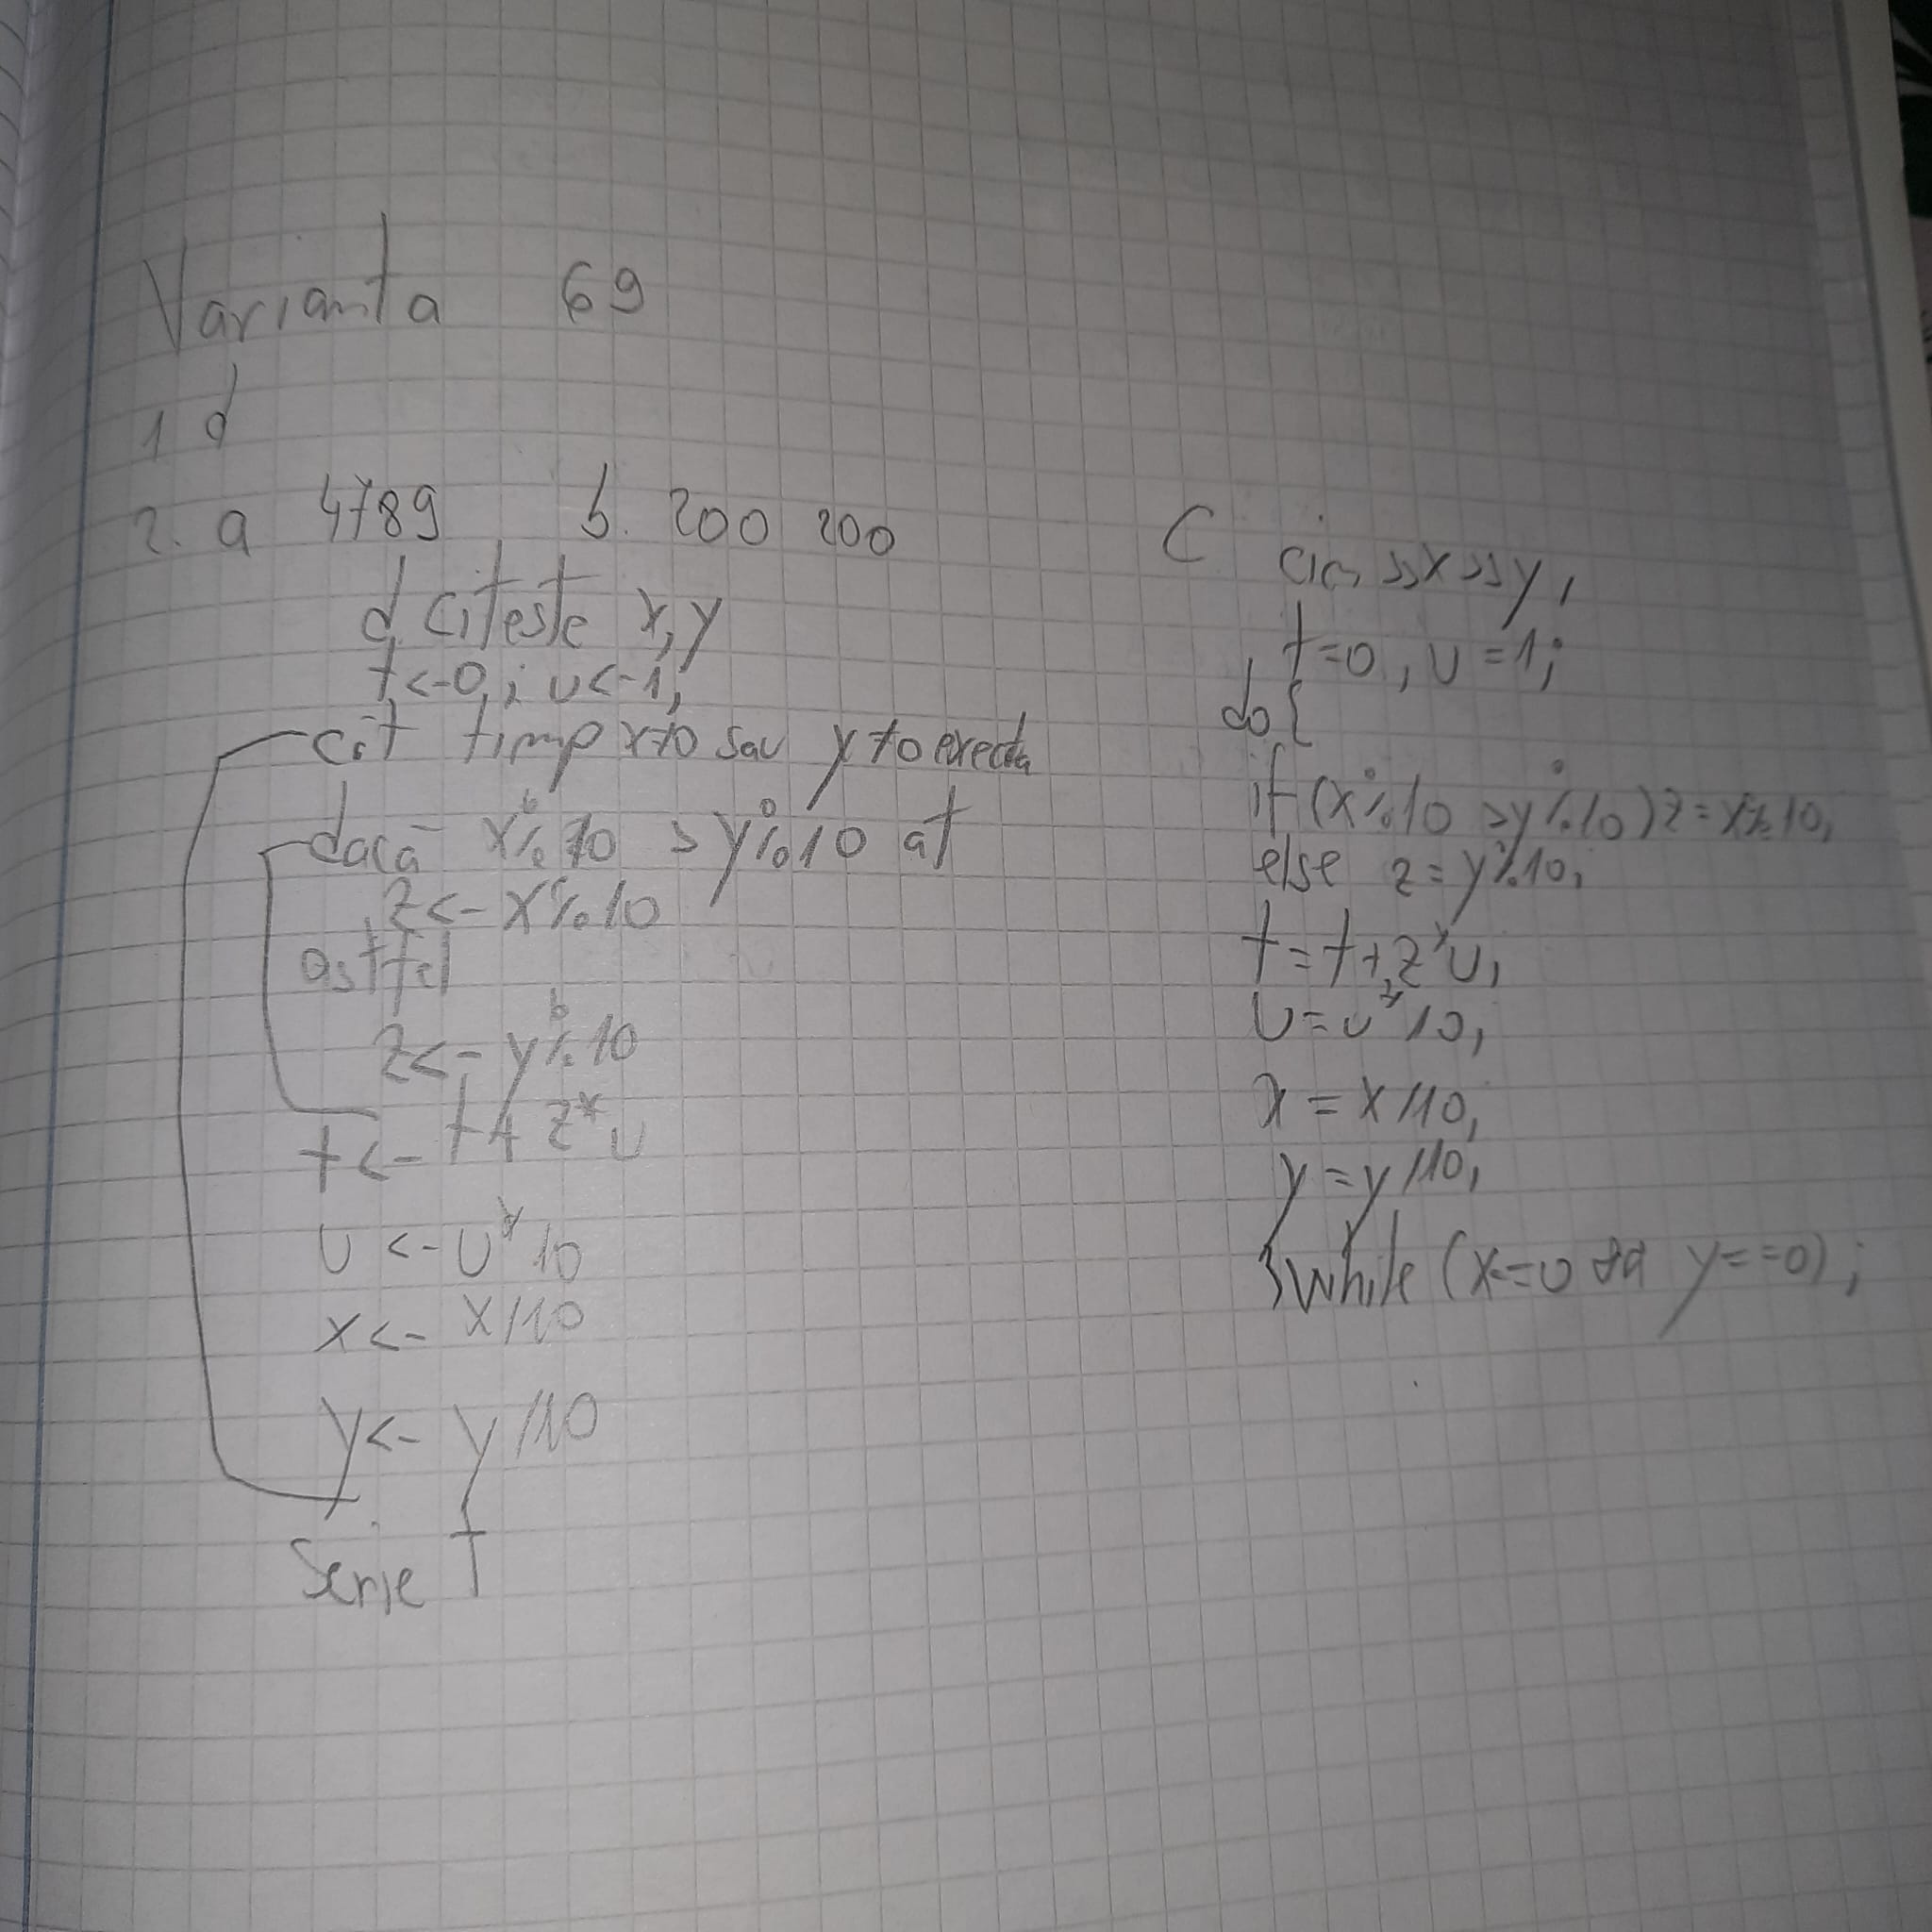 Varianta 69
1 d
2. a 4789 b. 200 200
d. citeste x, y
t<-0,; u<-1;
cât timp x≠0 sau y≠0 executa
dacă x%10 > y%10 at
z<- x%10
astfel
z<- y%10
t<- t+ z*u
u <- u*10
x<- x/10
y<- y/10
Scrie T
C cin >>x>>y,
t=0, u=1;
do {
if (x%10 >y%10) z=x%10,
else z= y%10,
t=t+z*u,
u=u*10,
x=x/10,
y=y/10,
}while (x==0 && y==0);